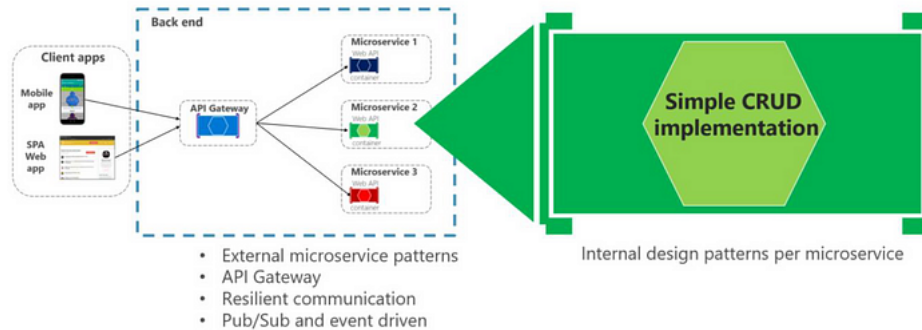 Back end
Client apps
Mobile
app
SPA
Web
app
API Gateway
Microservice 1
Web API
container
Microservice 2
Web API
container
Microservice 3
Web API
container
Simple CRUD
implementation
• External microservice patterns
• API Gateway
• Resilient communication
• Pub/Sub and event driven
Internal design patterns per microservice